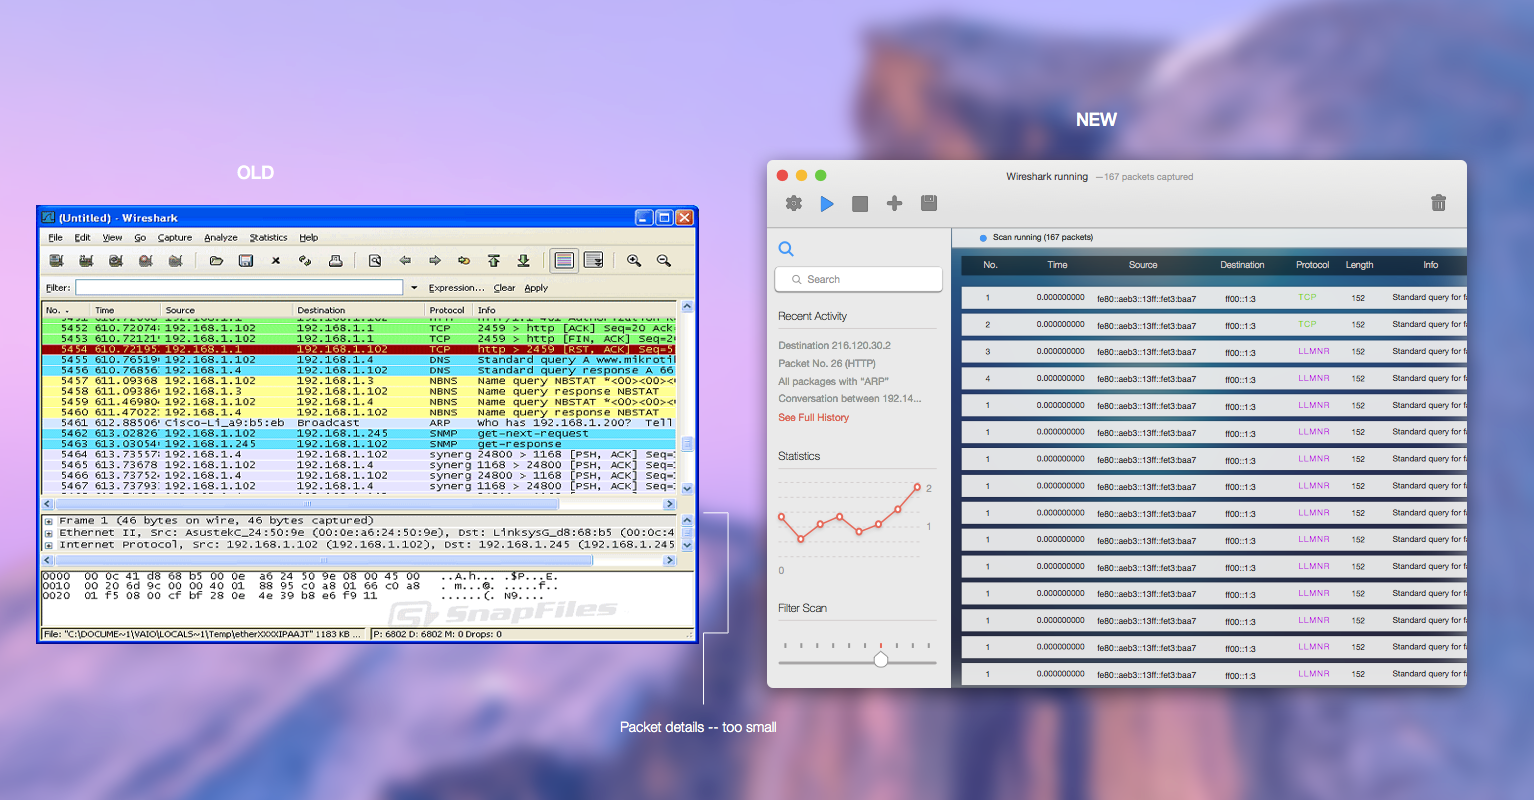 OLD
(Untitled) - Wireshark
File Edit View Go Capture Analyze Statistics Help
Filter: Expression... Clear Apply
No. Time Source Destination Protocol Info
5452 610.72074 192.168.1.102 192.168.1.1 TCP 2459 > http [ACK] Seq=20 Ack
5453 610.72121 192.168.1.102 192.168.1.1 TCP 2459 > http [FIN, ACK] Seq=2
5454 610.72195 192.168.1.1 192.168.1.102 TCP http > 2459 [RST, ACK] Seq=5
5455 610.76519 192.168.1.102 192.168.1.4 DNS Standard query A www.mikroti
5456 610.76856 192.168.1.4 192.168.1.102 DNS Standard query response A 66
5457 611.09368 192.168.1.102 192.168.1.3 NBNS Name query NBSTAT *<00><00><
5458 611.09386 192.168.1.3 192.168.1.102 NBNS Name query response NBSTAT
5459 611.46980 192.168.1.102 192.168.1.4 NBNS Name query NBSTAT *<00><00><
5460 611.47022 192.168.1.4 192.168.1.102 NBNS Name query response NBSTAT
5461 612.88506 Cisco-Li_a9:b5:eb Broadcast ARP Who has 192.168.1.200? Tell
5462 613.02826 192.168.1.102 192.168.1.245 SNMP get-next-request
5463 613.03054 192.168.1.245 192.168.1.102 SNMP get-response
5464 613.73557 192.168.1.4 192.168.1.102 synerg 24800 > 1168 [PSH, ACK] Seq=
5465 613.73678 192.168.1.102 192.168.1.4 synerg 1168 > 24800 [PSH, ACK] Seq=
5466 613.73752 192.168.1.102 192.168.1.4 synerg 1168 > 24800 [PSH, ACK] Seq=
5467 613.73793 192.168.1.102 192.168.1.4 synerg 1168 > 24800 [PSH, ACK] Seq=
Frame 1 (46 bytes on wire, 46 bytes captured)
Ethernet II, Src: AsustekC_24:50:9e (00:0e:a6:24:50:9e), Dst: LinksysG_d8:68:b5 (00:0c:4
Internet Protocol, Src: 192.168.1.102 (192.168.1.102), Dst: 192.168.1.245 (192.168.1.245
0000 00 0c 41 d8 68 b5 00 0e a6 24 50 9e 08 00 45 00 ..A.h... .$P...E.
0010 00 20 6d 9c 00 00 40 01 88 95 c0 a8 01 66 c0 a8 . m...@. .....f..
0020 01 f5 08 00 cf bf 28 0e 4e 39 b8 e6 f9 11 ......(. N9....
SnapFiles
File: "C:\DOCUME~1\VAIO\LOCALS~1\Temp\etherXXXXIPAAJT" 1183 KB ... P: 6802 D: 6802 M: 0 Drops: 0
Packet details -- too small
NEW
Wireshark running —167 packets captured
Search
Recent Activity
Destination 216.120.30.2
Packet No. 26 (HTTP)
All packages with "ARP"
Conversation between 192.14...
See Full History
Statistics
2
1
0
Filter Scan
Scan running (167 packets)
No. Time Source Destination Protocol Length Info
1 0.000000000 fe80::aeb3::13ff::fet3:baa7 ff00::1:3 TCP 152 Standard query for fa
2 0.000000000 fe80::aeb3::13ff::fet3:baa7 ff00::1:3 TCP 152 Standard query for fa
3 0.000000000 fe80::aeb3::13ff::fet3:baa7 ff00::1:3 LLMNR 152 Standard query for fa
4 0.000000000 fe80::aeb3::13ff::fet3:baa7 ff00::1:3 LLMNR 152 Standard query for fa
1 0.000000000 fe80::aeb3::13ff::fet3:baa7 ff00::1:3 LLMNR 152 Standard query for fa
1 0.000000000 fe80::aeb3::13ff::fet3:baa7 ff00::1:3 LLMNR 152 Standard query for fa
1 0.000000000 fe80::aeb3::13ff::fet3:baa7 ff00::1:3 LLMNR 152 Standard query for fa
1 0.000000000 fe80::aeb3::13ff::fet3:baa7 ff00::1:3 LLMNR 152 Standard query for fa
1 0.000000000 fe80::aeb3::13ff::fet3:baa7 ff00::1:3 LLMNR 152 Standard query for fa
1 0.000000000 fe80::aeb3::13ff::fet3:baa7 ff00::1:3 LLMNR 152 Standard query for fa
1 0.000000000 fe80::aeb3::13ff::fet3:baa7 ff00::1:3 LLMNR 152 Standard query for fa
1 0.000000000 fe80::aeb3::13ff::fet3:baa7 ff00::1:3 LLMNR 152 Standard query for fa
1 0.000000000 fe80::aeb3::13ff::fet3:baa7 ff00::1:3 LLMNR 152 Standard query for fa
1 0.000000000 fe80::aeb3::13ff::fet3:baa7 ff00::1:3 LLMNR 152 Standard query for fa
1 0.000000000 fe80::aeb3::13ff::fet3:baa7 ff00::1:3 LLMNR 152 Standard query for fa